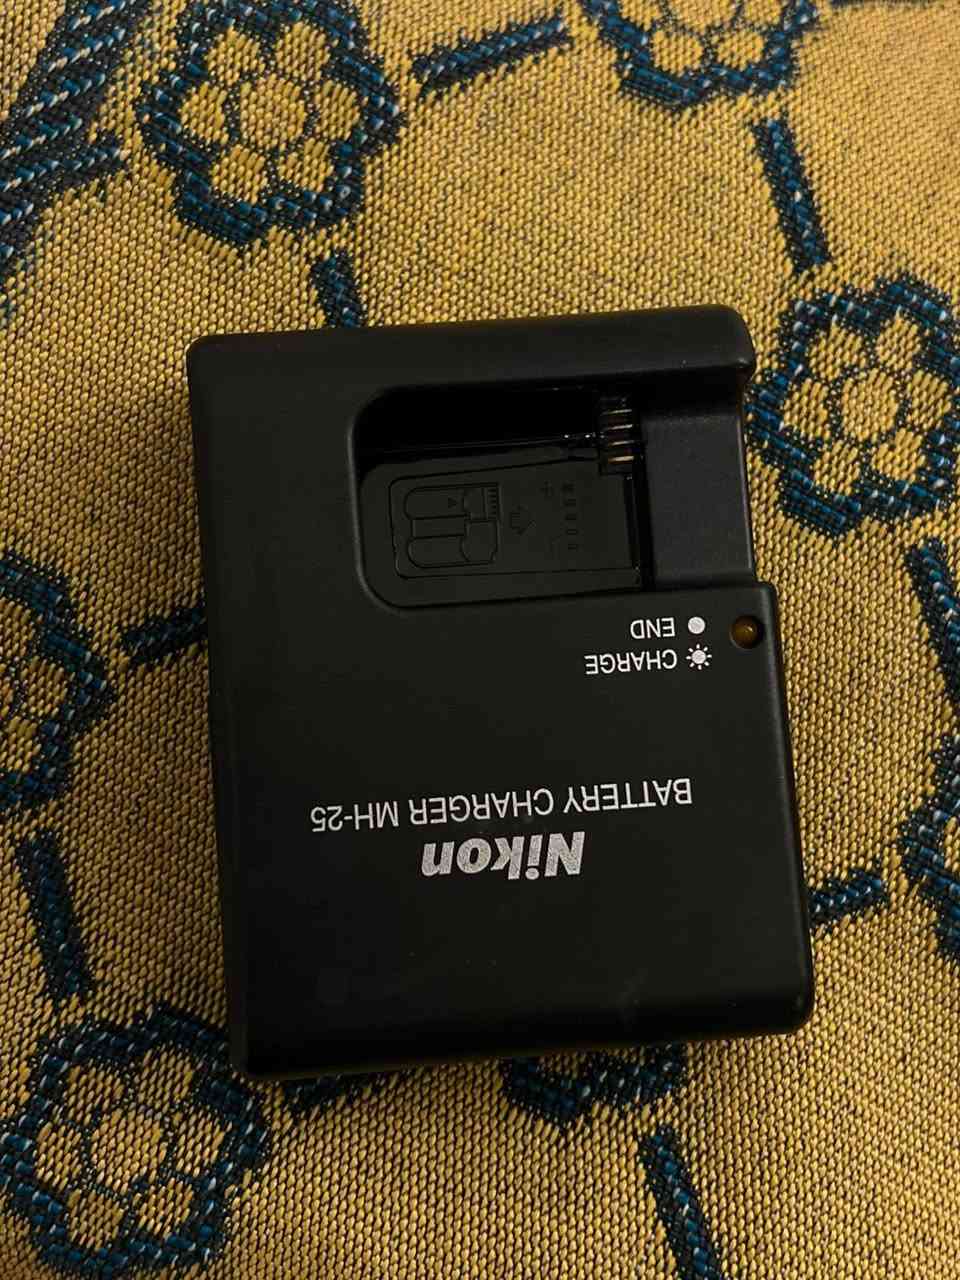 Nikon
BATTERY CHARGER MH-25
CHARGE
END